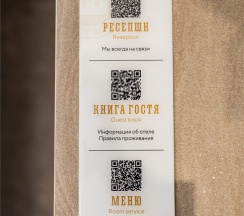 РЕСЕПШН
Reception
Мы всегда на связи
КНИГА ГОСТЯ
Guest book
Информация об отеле
Правила проживания
МЕНЮ
Room service